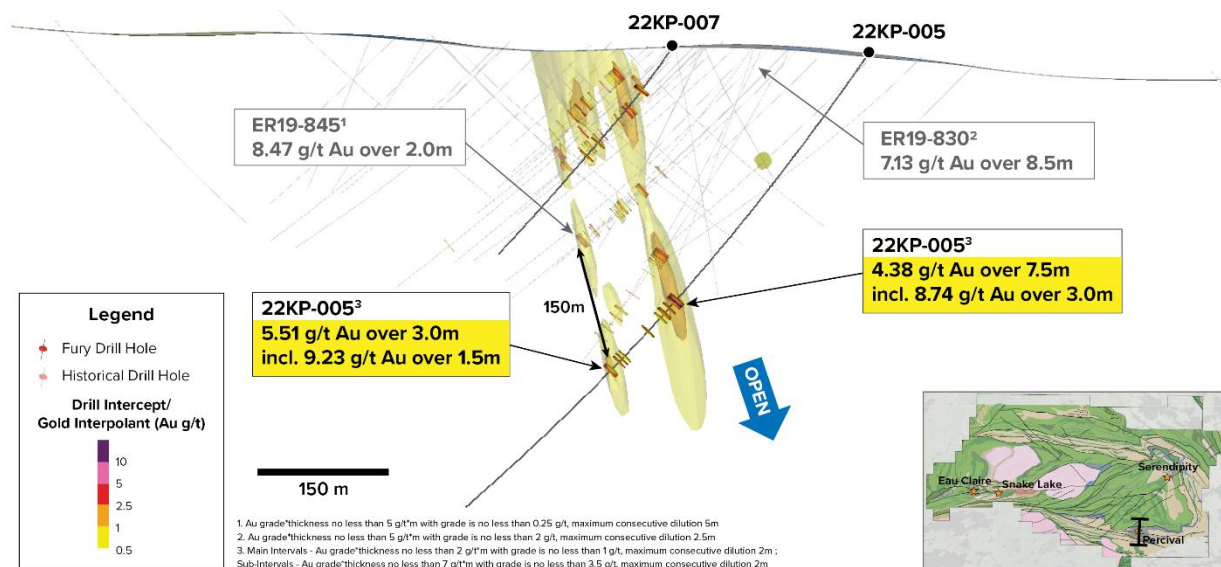 22KP-007
22KP-005
ER19-845¹
8.47 g/t Au over 2.0m
ER19-830²
7.13 g/t Au over 8.5m
22KP-005³
4.38 g/t Au over 7.5m
incl. 8.74 g/t Au over 3.0m
150m
22KP-005³
5.51 g/t Au over 3.0m
incl. 9.23 g/t Au over 1.5m
OPEN
Legend
Fury Drill Hole
Historical Drill Hole
Drill Intercept/
Gold Interpolant (Au g/t)
10
5
2.5
1
0.5
150 m
Eau Claire
Snake Lake
Serendipity
Percival
1. Au grade*thickness no less than 5 g/t*m with grade is no less than 0.25 g/t, maximum consecutive dilution 5m
2. Au grade*thickness no less than 5 g/t*m with grade is no less than 2 g/t, maximum consecutive dilution 2.5m
3. Main Intervals - Au grade*thickness no less than 2 g/t*m with grade is no less than 1 g/t, maximum consecutive dilution 2m ;
Sub-Intervals - Au grade*thickness no less than 7 g/t*m with grade is no less than 3.5 g/t, maximum consecutive dilution 2m